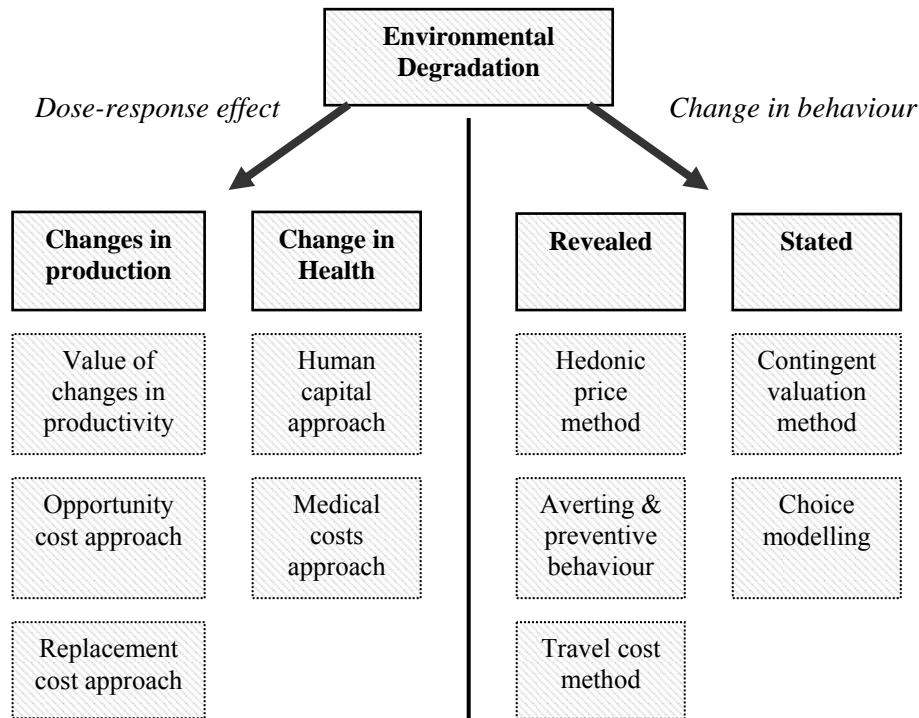 Environmental
Degradation
Dose-response effect
Change in behaviour
Changes in
production
Change in
Health
Revealed
Stated
Value of
changes in
productivity
Human
capital
approach
Hedonic
price
method
Contingent
valuation
method
Opportunity
cost approach
Medical
costs
approach
Averting &
preventive
behaviour
Choice
modelling
Replacement
cost approach
Travel cost
method